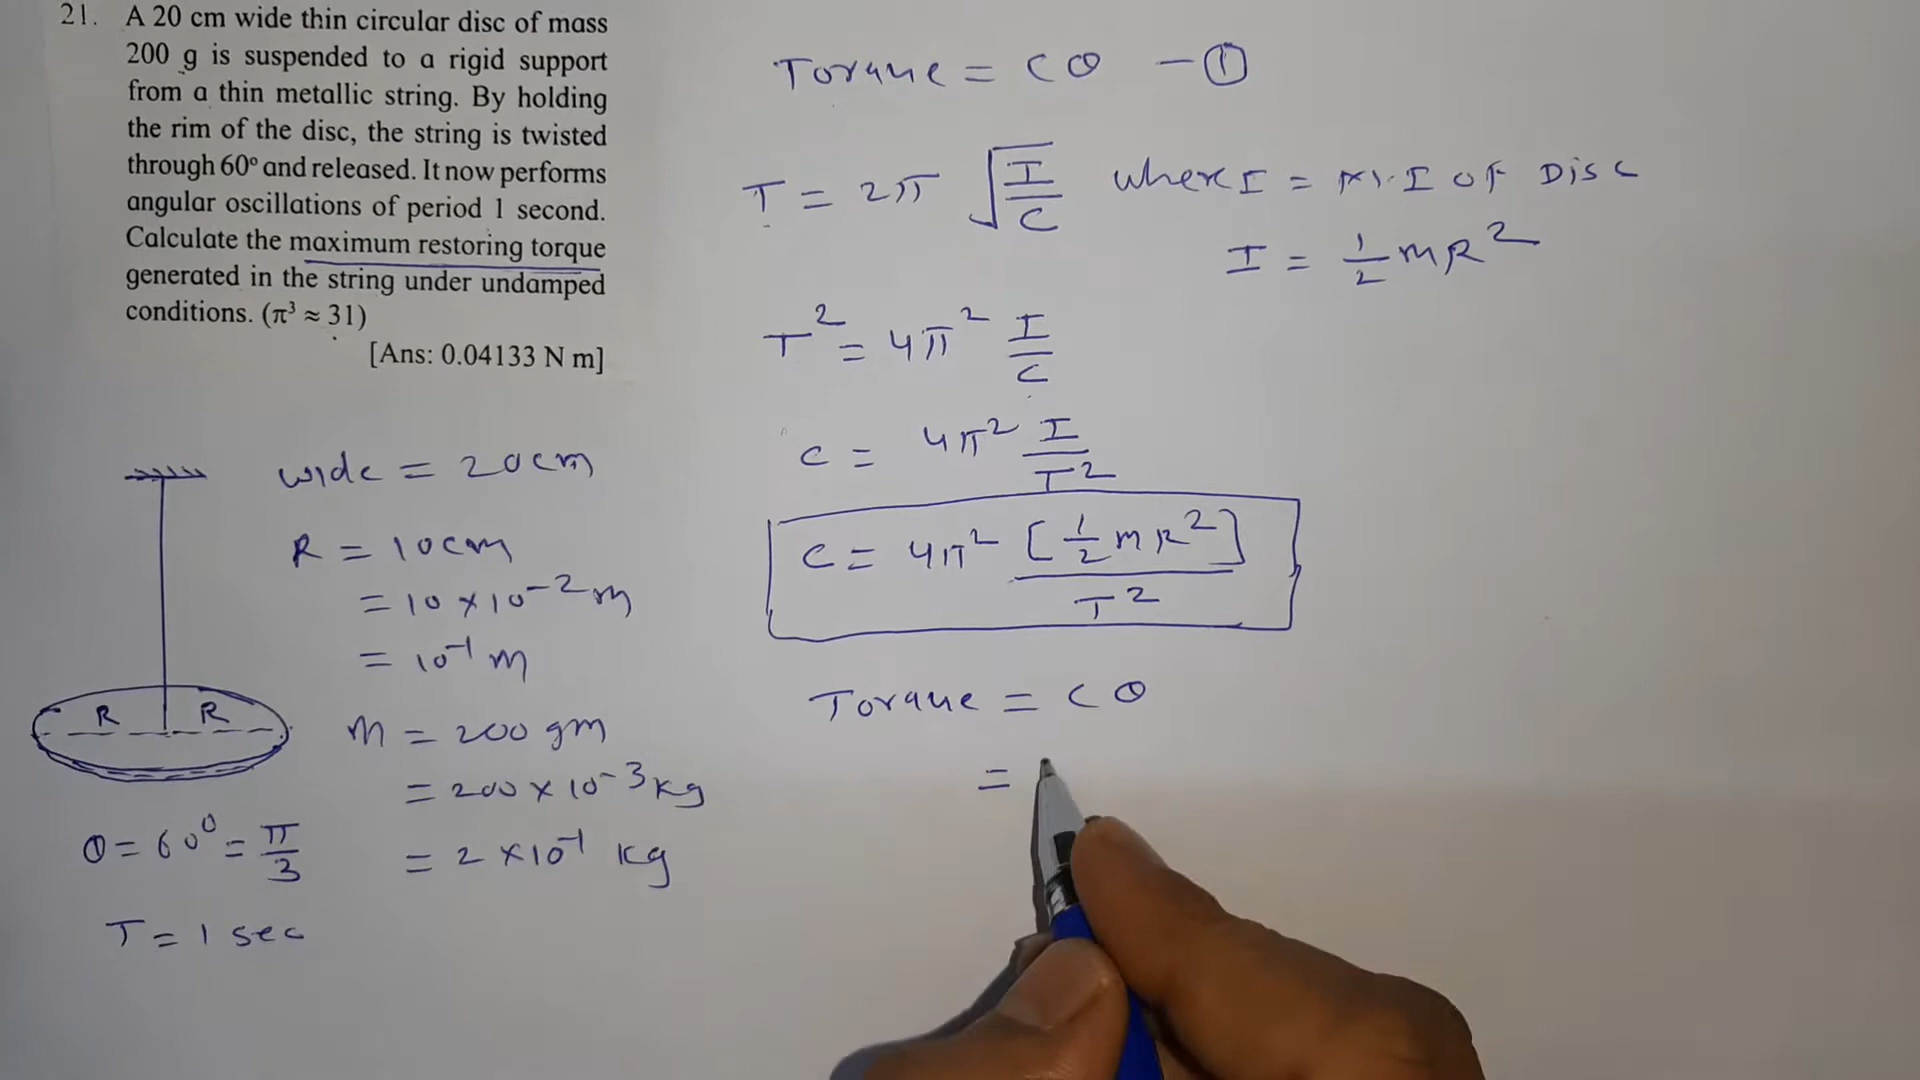 21. A 20 cm wide thin circular disc of mass
200 g is suspended to a rigid support
from a thin metallic string. By holding
the rim of the disc, the string is twisted
through 60° and released. It now performs
angular oscillations of period 1 second.
Calculate the maximum restoring torque
generated in the string under undamped
conditions. (π³ ≈ 31)
[Ans: 0.04133 N m]
wide = 20cm
R = 10cm
= 10 × 10⁻² m
= 10⁻¹ m
R R
m = 200 gm
= 200 × 10⁻³ kg
= 2 × 10⁻¹ kg
θ = 60⁰ = π/3
T = 1 sec
Torque = Cθ — ①
T = 2π √(I/C) where I = M.I of Disc
I = 1/2 mR²
T² = 4π² I/C
C = 4π² I/T²
C = 4π² [1/2 mR²]/T²
Torque = Cθ
=